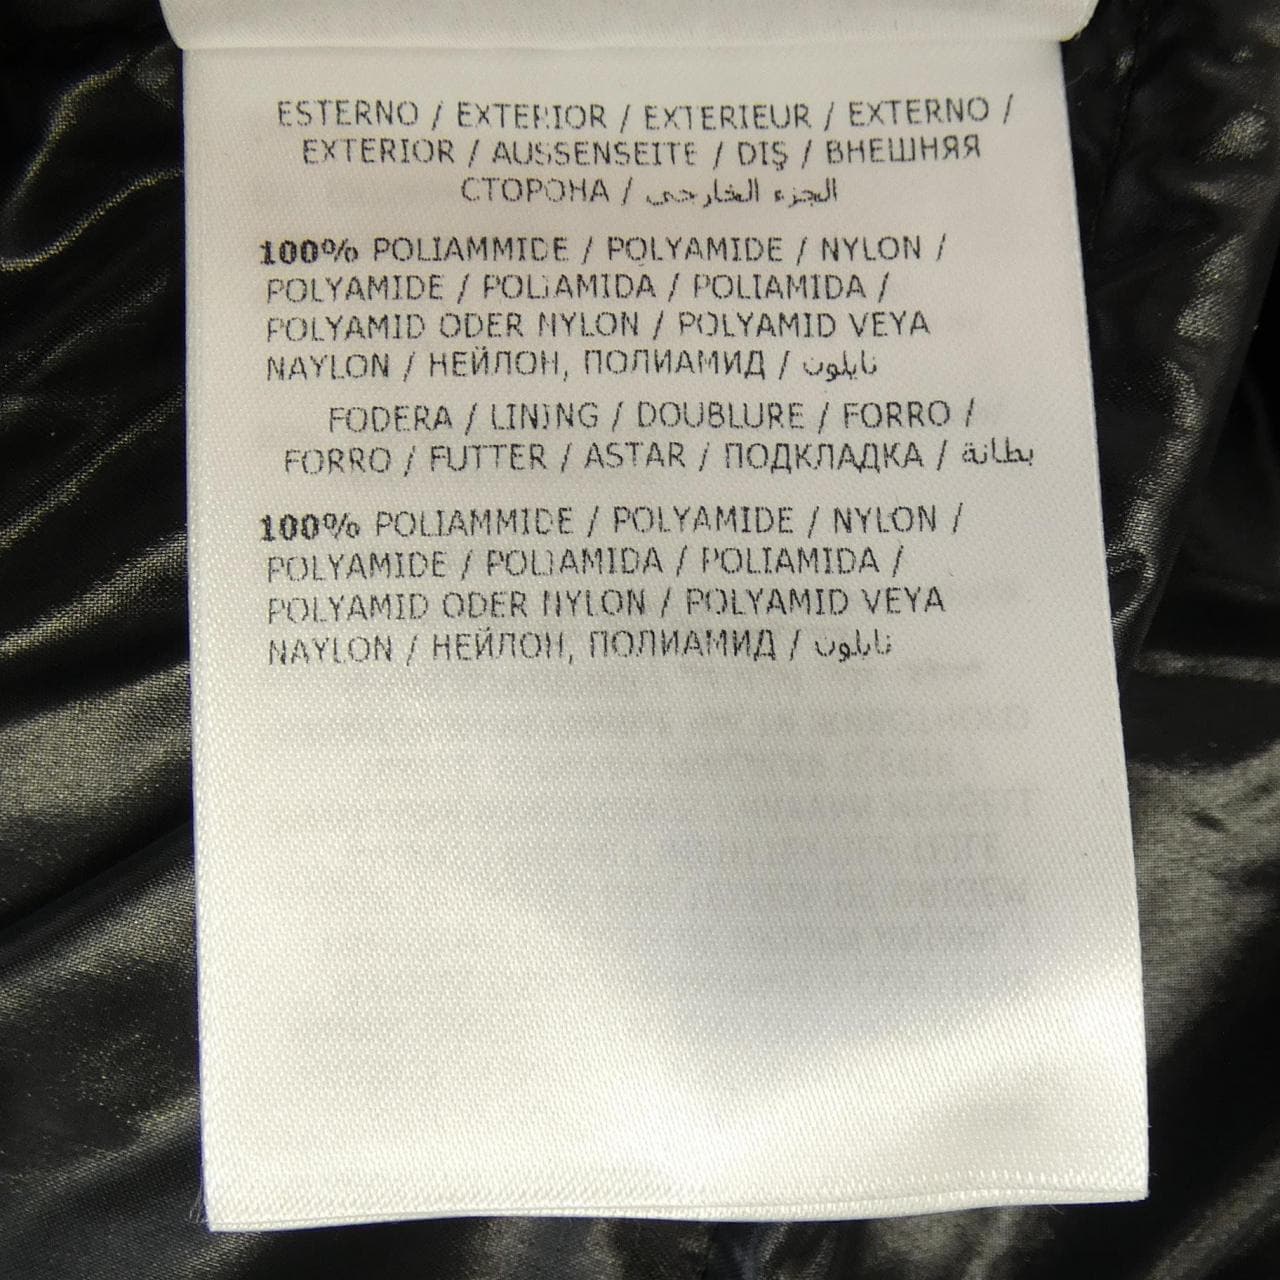 ESTERNO / EXTERIOR / EXTERIEUR / EXTERNO /
EXTERIOR / AUSSENSEITE / DIŞ / ВНЕШНЯЯ
СТОРОНА / الجزء الخارجي
100% POLIAMMIDE / POLYAMIDE / NYLON /
POLYAMIDE / POLIAMIDA / POLIAMIDA /
POLYAMID ODER NYLON / POLYAMID VEYA
NAYLON / НЕЙЛОН, ПОЛИАМИД / نايلون
FODERA / LINING / DOUBLURE / FORRO /
FORRO / FUTTER / ASTAR / ПОДКЛАДКА / بطانة
100% POLIAMMIDE / POLYAMIDE / NYLON /
POLYAMIDE / POLIAMIDA / POLIAMIDA /
POLYAMID ODER NYLON / POLYAMID VEYA
NAYLON / НЕЙЛОН, ПОЛИАМИД / نايلون